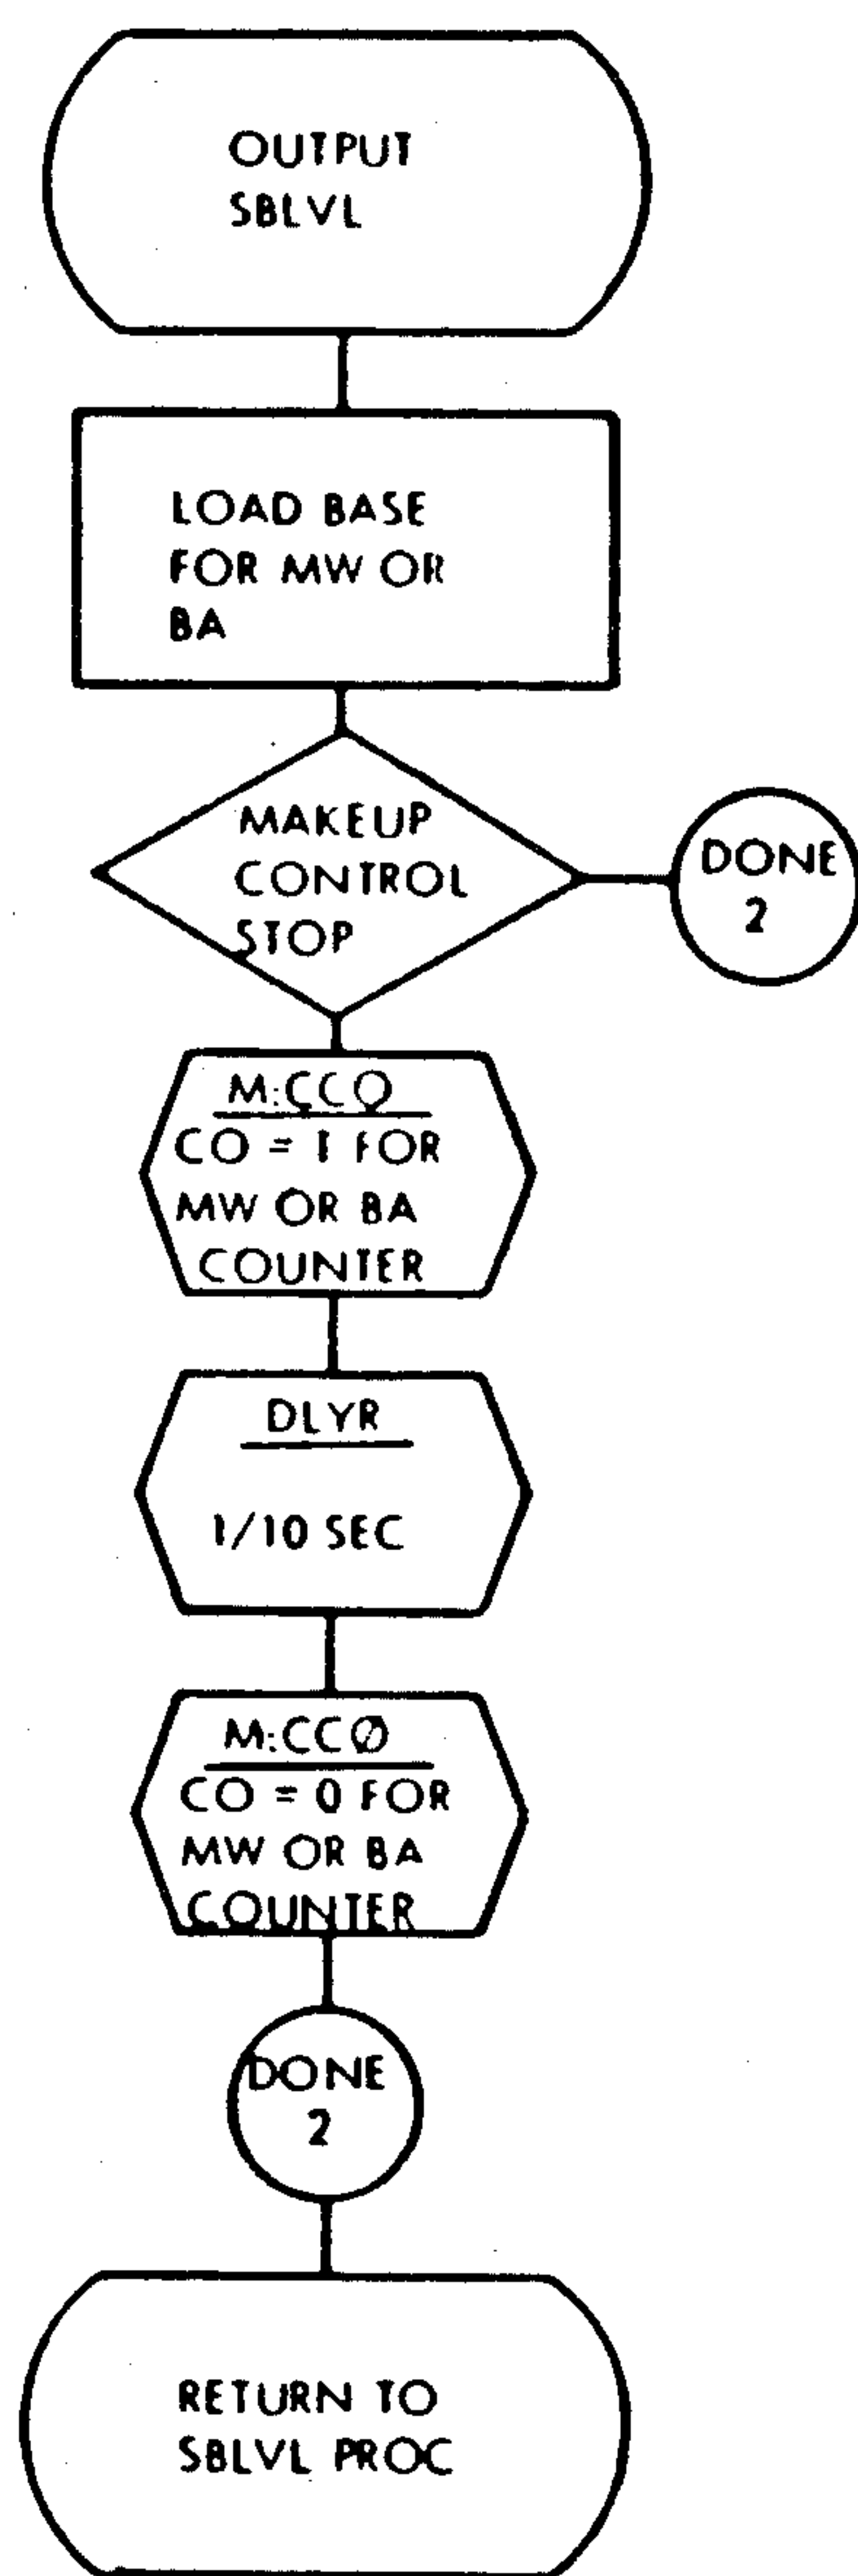 OUTPUT
SBLVL
LOAD BASE
FOR MW OR
BA
MAKEUP
CONTROL
STOP
DONE
2
M:CCO
CO = 1 FOR
MW OR BA
COUNTER
DLYR
1/10 SEC
M:CCØ
CO = 0 FOR
MW OR BA
COUNTER
DONE
2
RETURN TO
SBLVL PROC